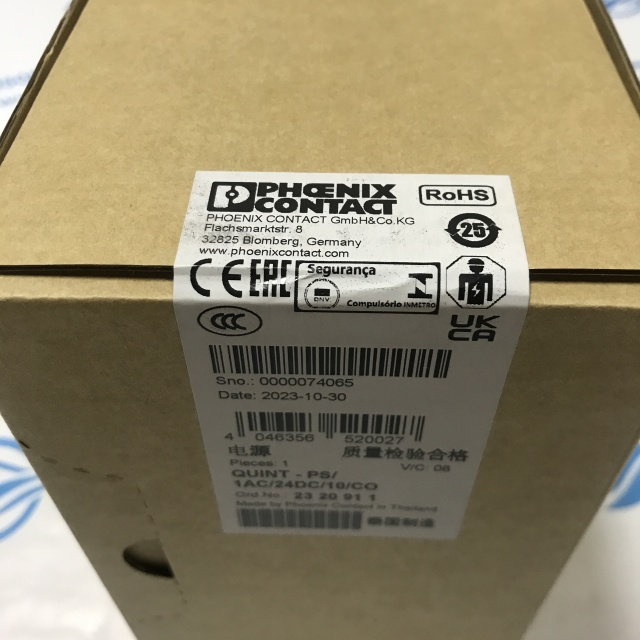 PHŒNIX
CONTACT
RoHS
PHOENIX CONTACT GmbH&Co.KG
Flachsmarktstr. 8
32825 Blomberg, Germany
www.phoenixcontact.com
25
CE EAC Segurança
DNV
Compulsório INMETRO
CCC
UK
CA
Sno.: 0000074065
Date: 2023-10-30
4 046356 520027
电源 质量检验合格
Pieces: 1 V/C: 08
QUINT - PS/
1AC/24DC/10/CO
Ord No.: 23 20 91 1
Made by Phoenix Contact in Thailand
泰国制造